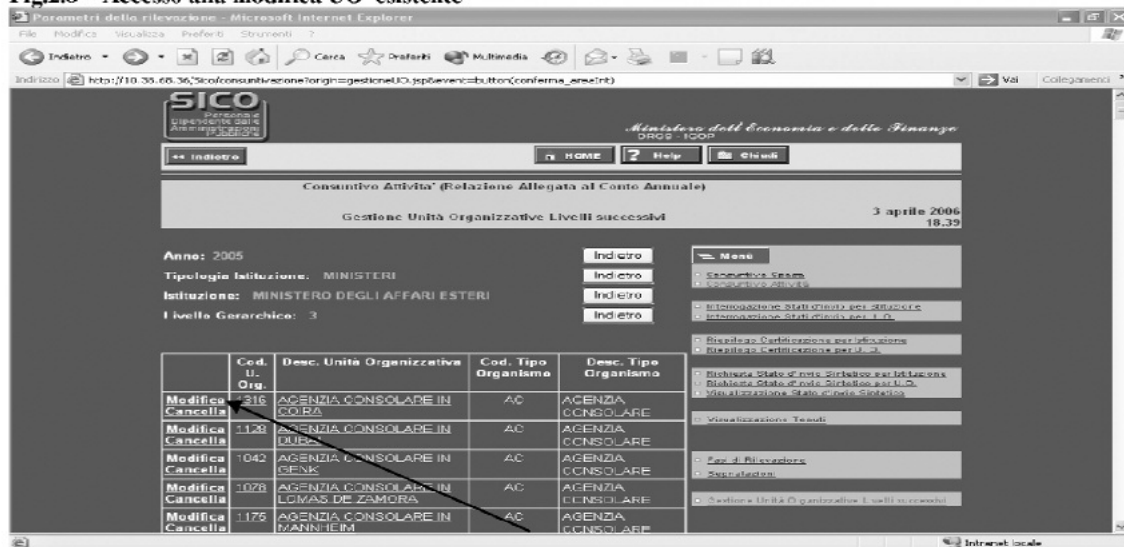 Fig.2.8 - Accesso alla modifica UO esistente
Parametri della rilevazione - Microsoft Internet Explorer
File Modifica Visualizza Preferiti Strumenti ?
Indietro Cerca Preferiti Multimedia
Indirizzo http://10.38.68.36/Sico/consuntivazione?origin=gestioneUO.jsp&event=button(conferma_areaInt) Vai Collegamenti
SICO
Personale
Dipendente dalle
Amministrazioni
Pubbliche
Ministero dell'Economia e delle Finanze
DRGS - IGOP
<< Indietro HOME ? Help Chiudi
Consuntivo Attivita' (Relazione Allegata al Conto Annuale)
Gestione Unità Organizzative Livelli successivi
3 aprile 2006
18.39
Anno: 2005 Indietro
Tipologia Istituzione: MINISTERI Indietro
Istituzione: MINISTERO DEGLI AFFARI ESTERI Indietro
Livello Gerarchico: 3 Indietro
Cod. U. Org. Desc. Unità Organizzativa Cod. Tipo Organismo Desc. Tipo Organismo
Modifica Cancella 1316 AGENZIA CONSOLARE IN COIRA AC AGENZIA CONSOLARE
Modifica Cancella 1128 AGENZIA CONSOLARE IN DUBAI AC AGENZIA CONSOLARE
Modifica Cancella 1042 AGENZIA CONSOLARE IN GENK AC AGENZIA CONSOLARE
Modifica Cancella 1078 AGENZIA CONSOLARE IN LOMAS DE ZAMORA AC AGENZIA CONSOLARE
Modifica Cancella 1175 AGENZIA CONSOLARE IN MANNHEIM AC AGENZIA CONSOLARE
Menù
Consuntivo Spesa
Consuntivo Attività
Interrogazione Stati d'invio per Istituzione
Interrogazione Stati d'invio per U.O.
Riepilogo Certificazione per Istituzione
Riepilogo Certificazione per U.O.
Richiesta Stato d'invio Sintetico per Istituzione
Richiesta Stato d'invio Sintetico per U.O.
Visualizzazione Stato d'invio Sintetico
Visualizzazione Tenuti
Fasi di Rilevazione
Segnalazioni
Gestione Unità Organizzative Livelli successivi
Intranet locale